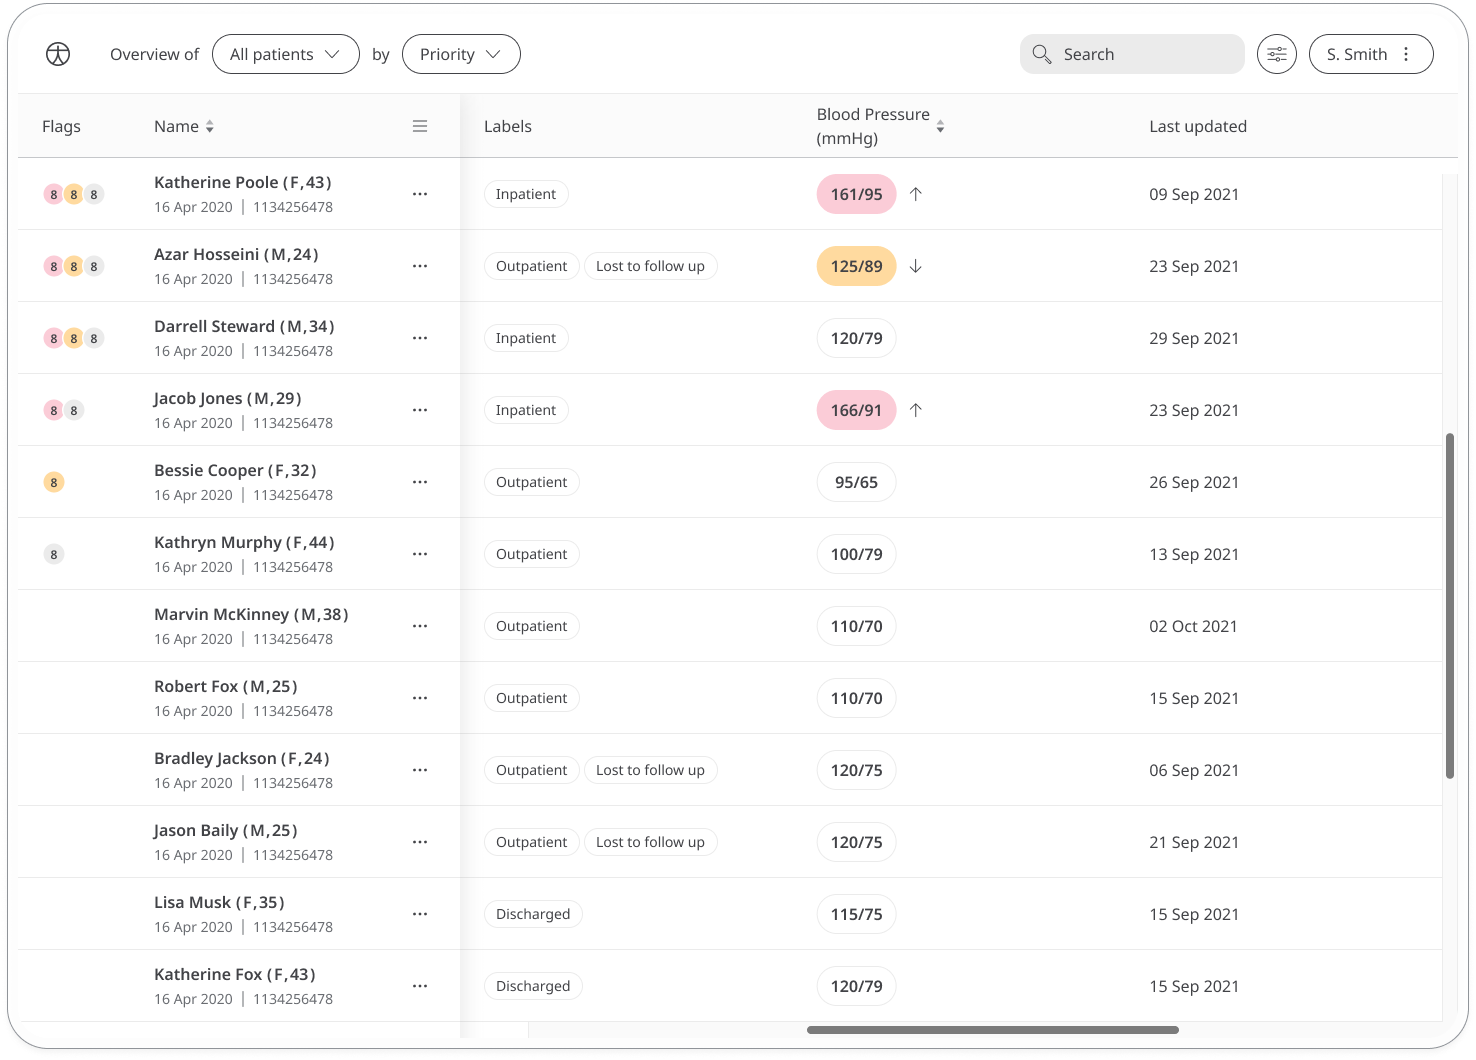 Overview of All patients by Priority Search S. Smith
Flags Name Labels Blood Pressure (mmHg) Last updated
8 8 8 Katherine Poole (F,43) Inpatient 161/95 ↑ 09 Sep 2021
16 Apr 2020 | 1134256478
8 8 8 Azar Hosseini (M,24) Outpatient Lost to follow up 125/89 ↓ 23 Sep 2021
16 Apr 2020 | 1134256478
8 8 8 Darrell Steward (M,34) Inpatient 120/79 29 Sep 2021
16 Apr 2020 | 1134256478
8 8 Jacob Jones (M,29) Inpatient 166/91 ↑ 23 Sep 2021
16 Apr 2020 | 1134256478
8 Bessie Cooper (F,32) Outpatient 95/65 26 Sep 2021
16 Apr 2020 | 1134256478
8 Kathryn Murphy (F,44) Outpatient 100/79 13 Sep 2021
16 Apr 2020 | 1134256478
Marvin McKinney (M,38) Outpatient 110/70 02 Oct 2021
16 Apr 2020 | 1134256478
Robert Fox (M,25) Outpatient 110/70 15 Sep 2021
16 Apr 2020 | 1134256478
Bradley Jackson (F,24) Outpatient Lost to follow up 120/75 06 Sep 2021
16 Apr 2020 | 1134256478
Jason Baily (M,25) Outpatient Lost to follow up 120/75 21 Sep 2021
16 Apr 2020 | 1134256478
Lisa Musk (F,35) Discharged 115/75 15 Sep 2021
16 Apr 2020 | 1134256478
Katherine Fox (F,43) Discharged 120/79 15 Sep 2021
16 Apr 2020 | 1134256478